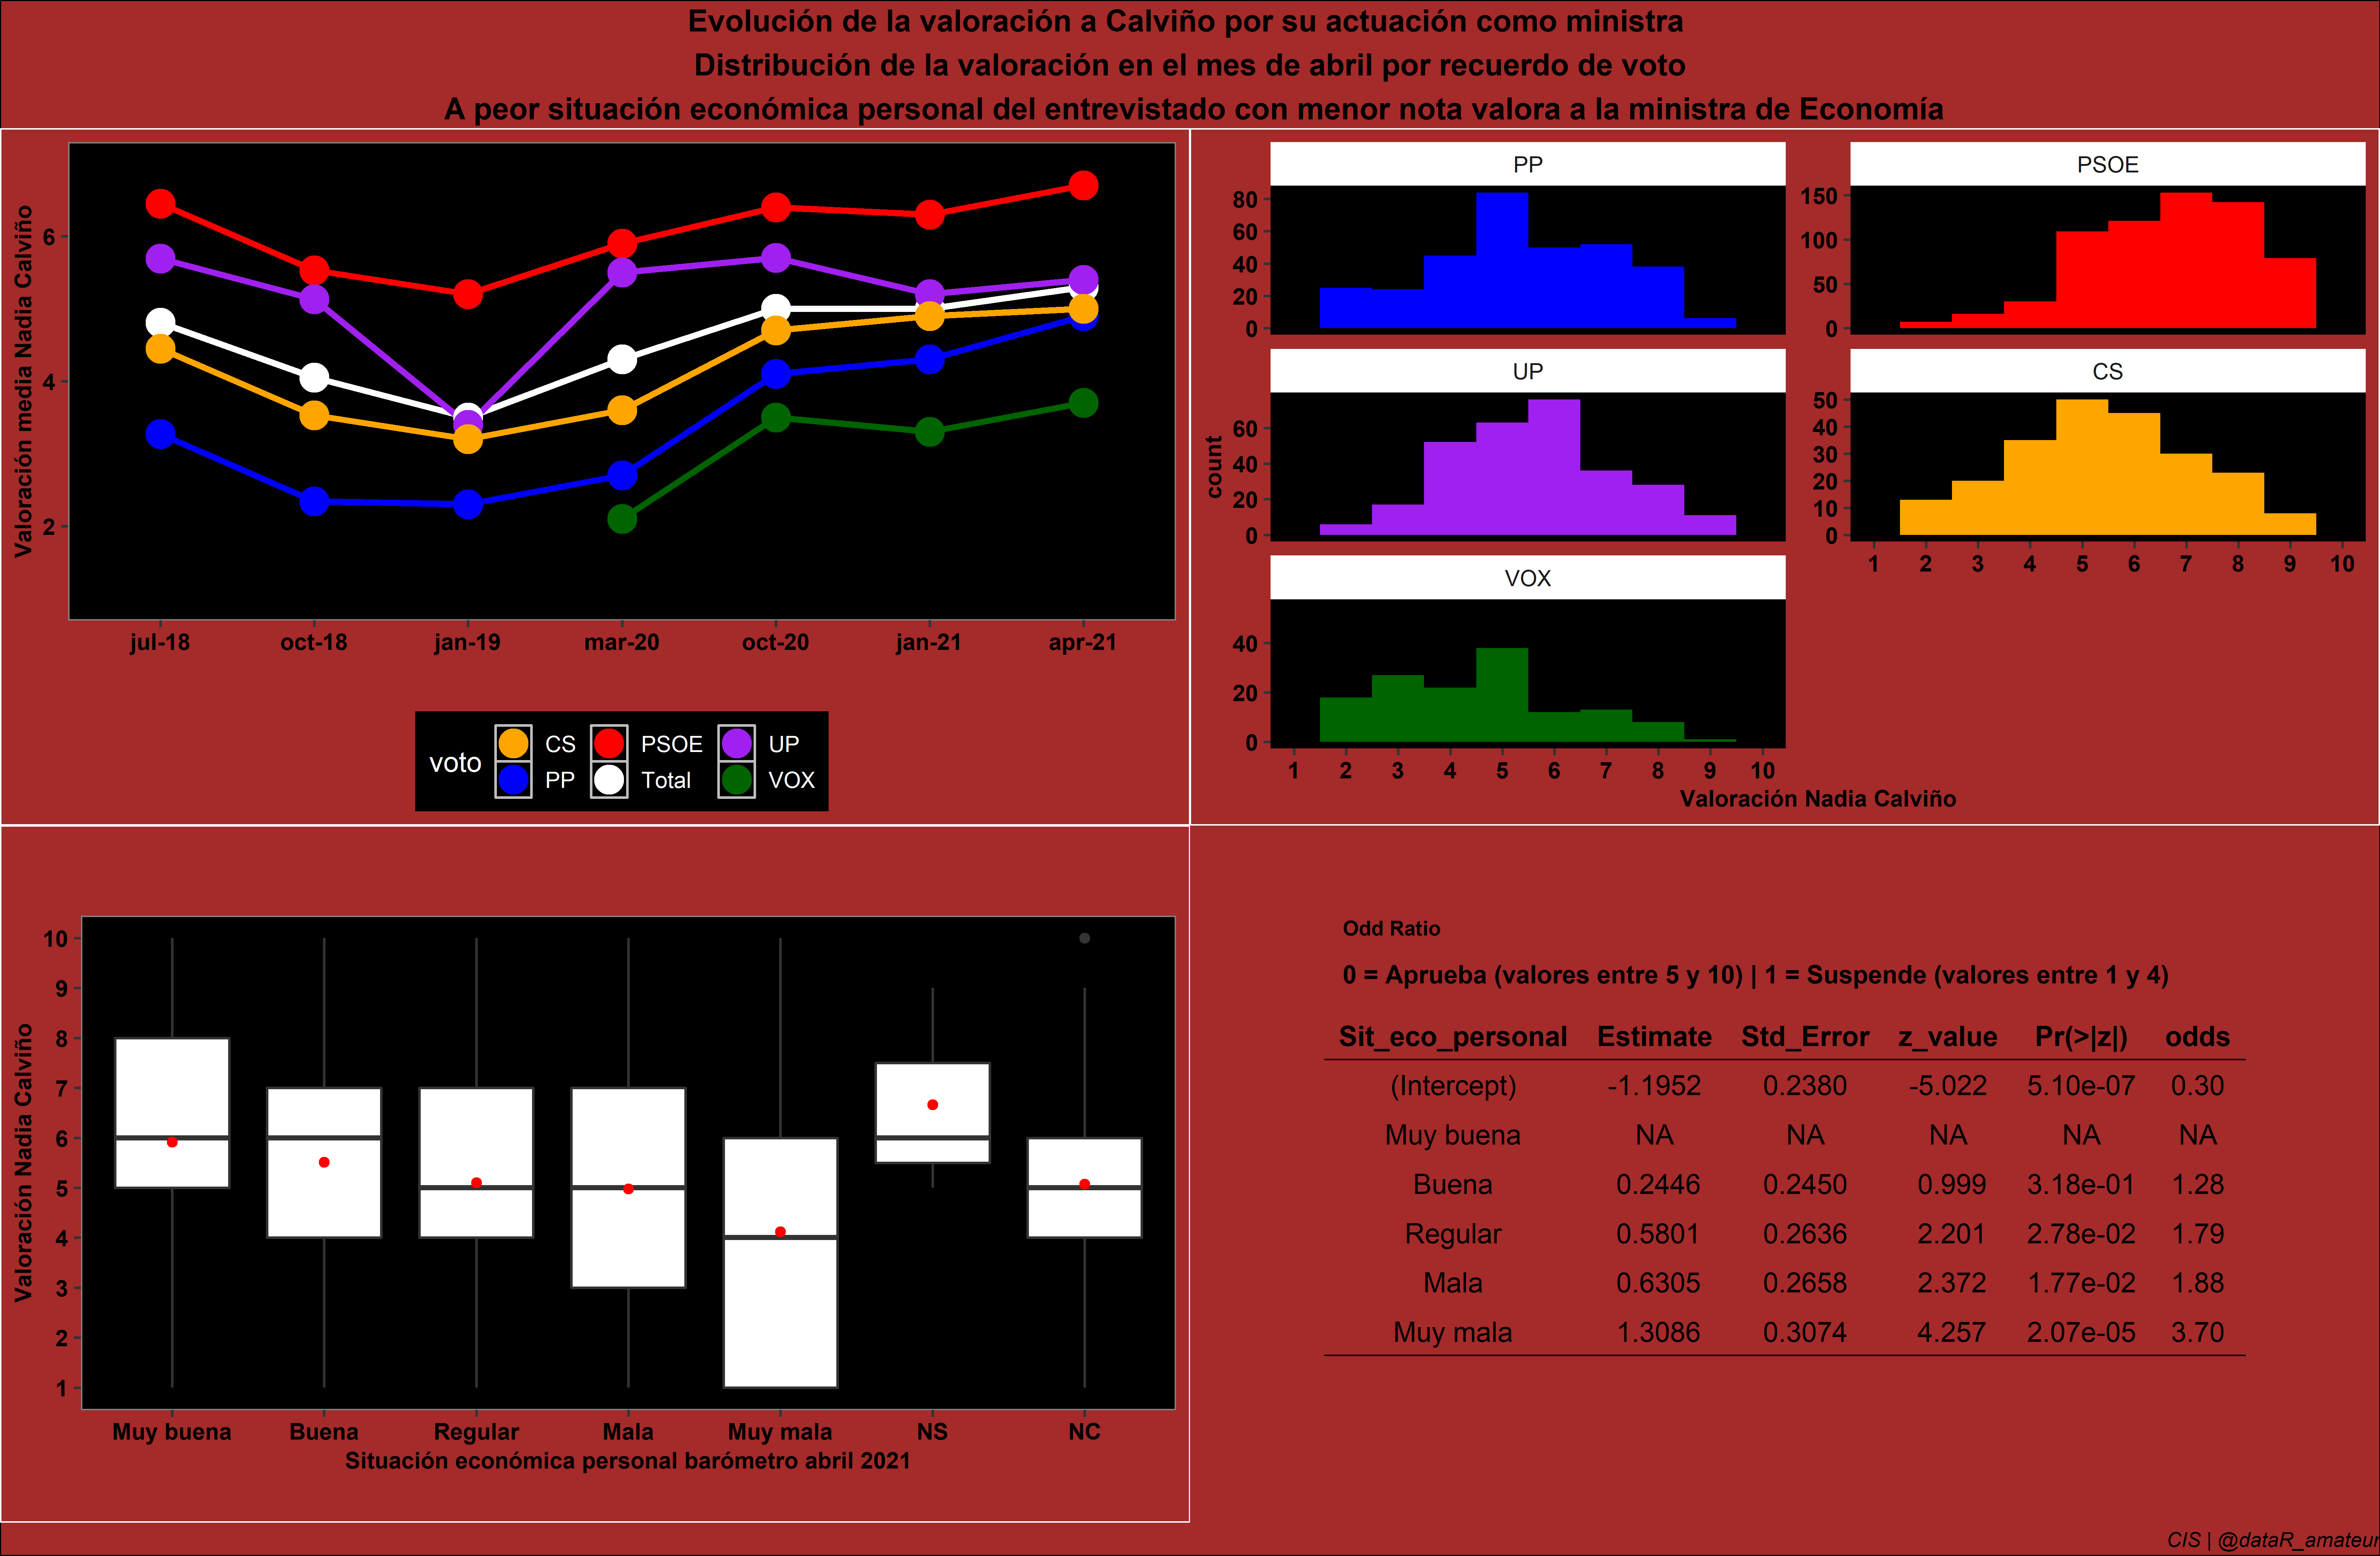 Evolución de la valoración a Calviño por su actuación como ministra
Distribución de la valoración en el mes de abril por recuerdo de voto
A peor situación económica personal del entrevistado con menor nota valora a la ministra de Economía
Valoración media Nadia Calviño
6
4
2
jul-18 oct-18 jan-19 mar-20 oct-20 jan-21 apr-21
voto
CS PSOE UP
PP Total VOX
PP
80
60
40
20
0
PSOE
150
100
50
0
UP
60
40
20
0
CS
50
40
30
20
10
0
1 2 3 4 5 6 7 8 9 10
VOX
40
20
0
1 2 3 4 5 6 7 8 9 10
count
Valoración Nadia Calviño
Valoración Nadia Calviño
10
9
8
7
6
5
4
3
2
1
Muy buena Buena Regular Mala Muy mala NS NC
Situación económica personal barómetro abril 2021
Odd Ratio
0 = Aprueba (valores entre 5 y 10) | 1 = Suspende (valores entre 1 y 4)
Sit_eco_personal Estimate Std_Error z_value Pr(>|z|) odds
(Intercept) -1.1952 0.2380 -5.022 5.10e-07 0.30
Muy buena NA NA NA NA NA
Buena 0.2446 0.2450 0.999 3.18e-01 1.28
Regular 0.5801 0.2636 2.201 2.78e-02 1.79
Mala 0.6305 0.2658 2.372 1.77e-02 1.88
Muy mala 1.3086 0.3074 4.257 2.07e-05 3.70
CIS | @dataR_amateur